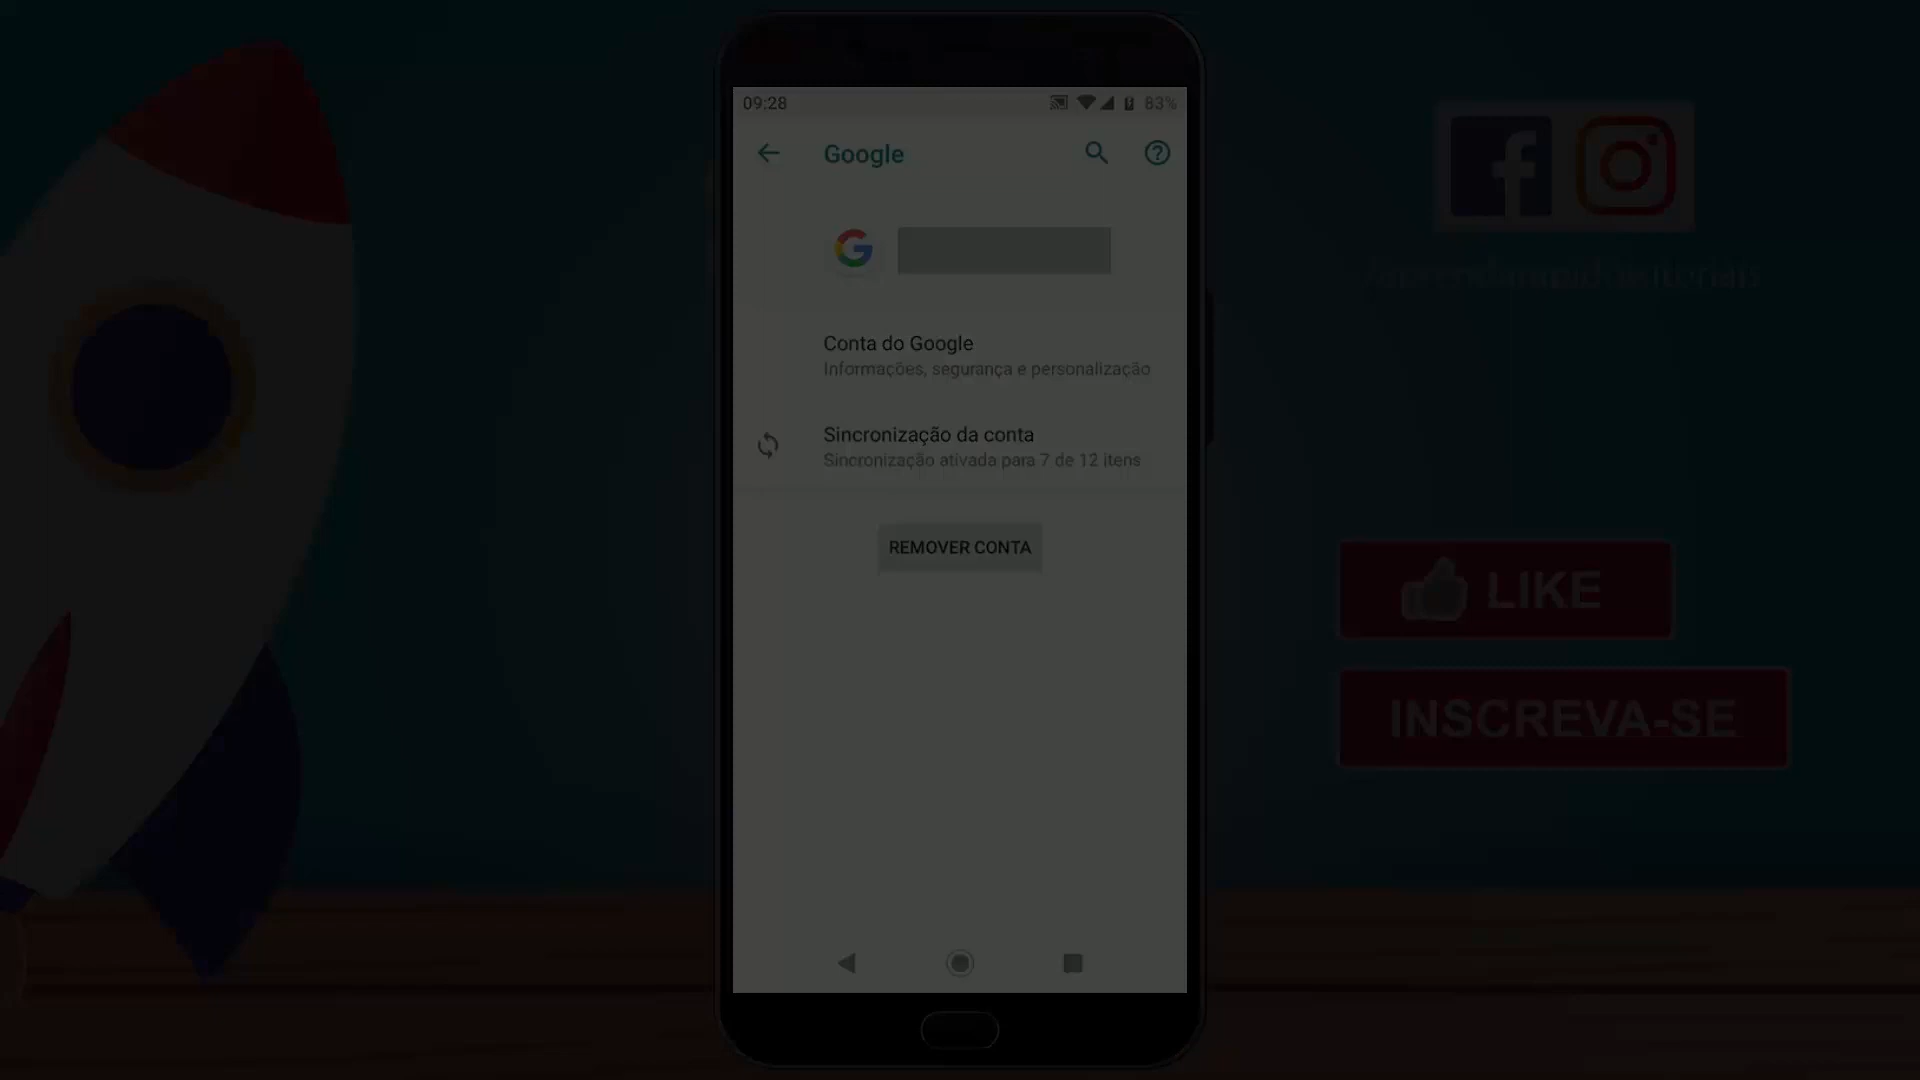 09:28
83%
Google
Conta do Google
Informações, segurança e personalização
Sincronização da conta
Sincronização ativada para 7 de 12 itens
REMOVER CONTA
LIKE
INSCREVA-SE